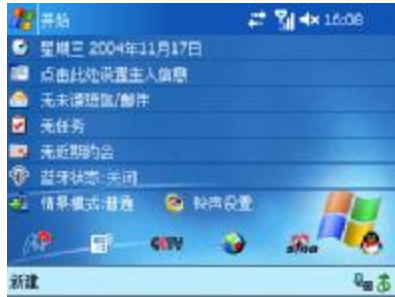 开始 16:08
星期三 2004年11月17日
点击此处设置主人信息
无未读短信/邮件
无任务
无近期约会
蓝牙状态:关闭
情景模式:普通 铃声设置
CCTV sina
新建